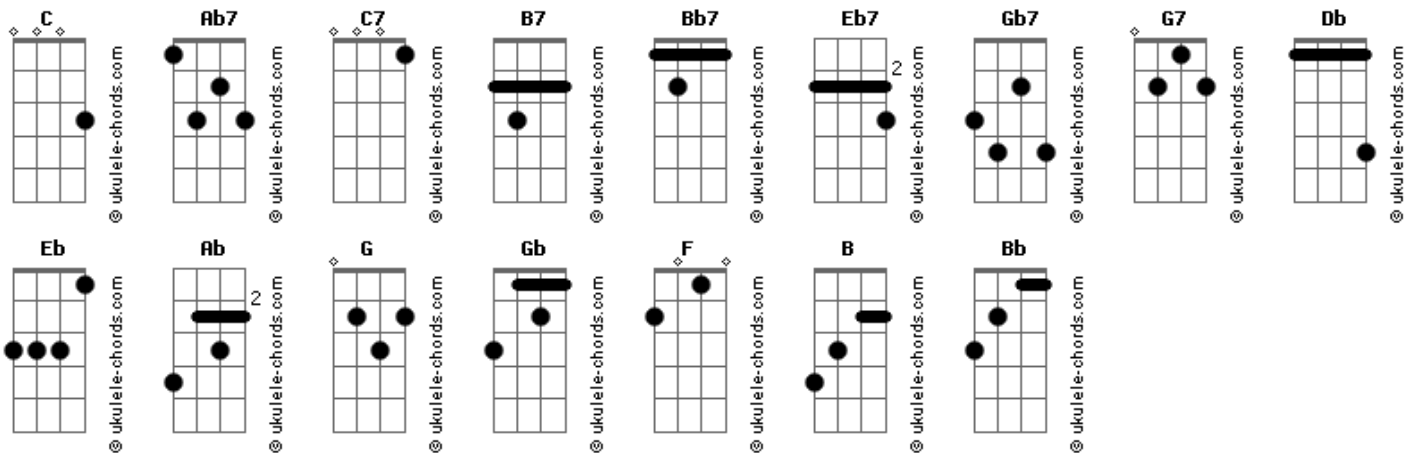 C Ab7 C7 B7 Bb7 Eb7 Gb7 G7 Db
2
© ukulele-chords.com © ukulele-chords.com © ukulele-chords.com © ukulele-chords.com © ukulele-chords.com © ukulele-chords.com © ukulele-chords.com © ukulele-chords.com © ukulele-chords.com
Eb Ab G Gb F B Bb
2
© ukulele-chords.com © ukulele-chords.com © ukulele-chords.com © ukulele-chords.com © ukulele-chords.com © ukulele-chords.com © ukulele-chords.com